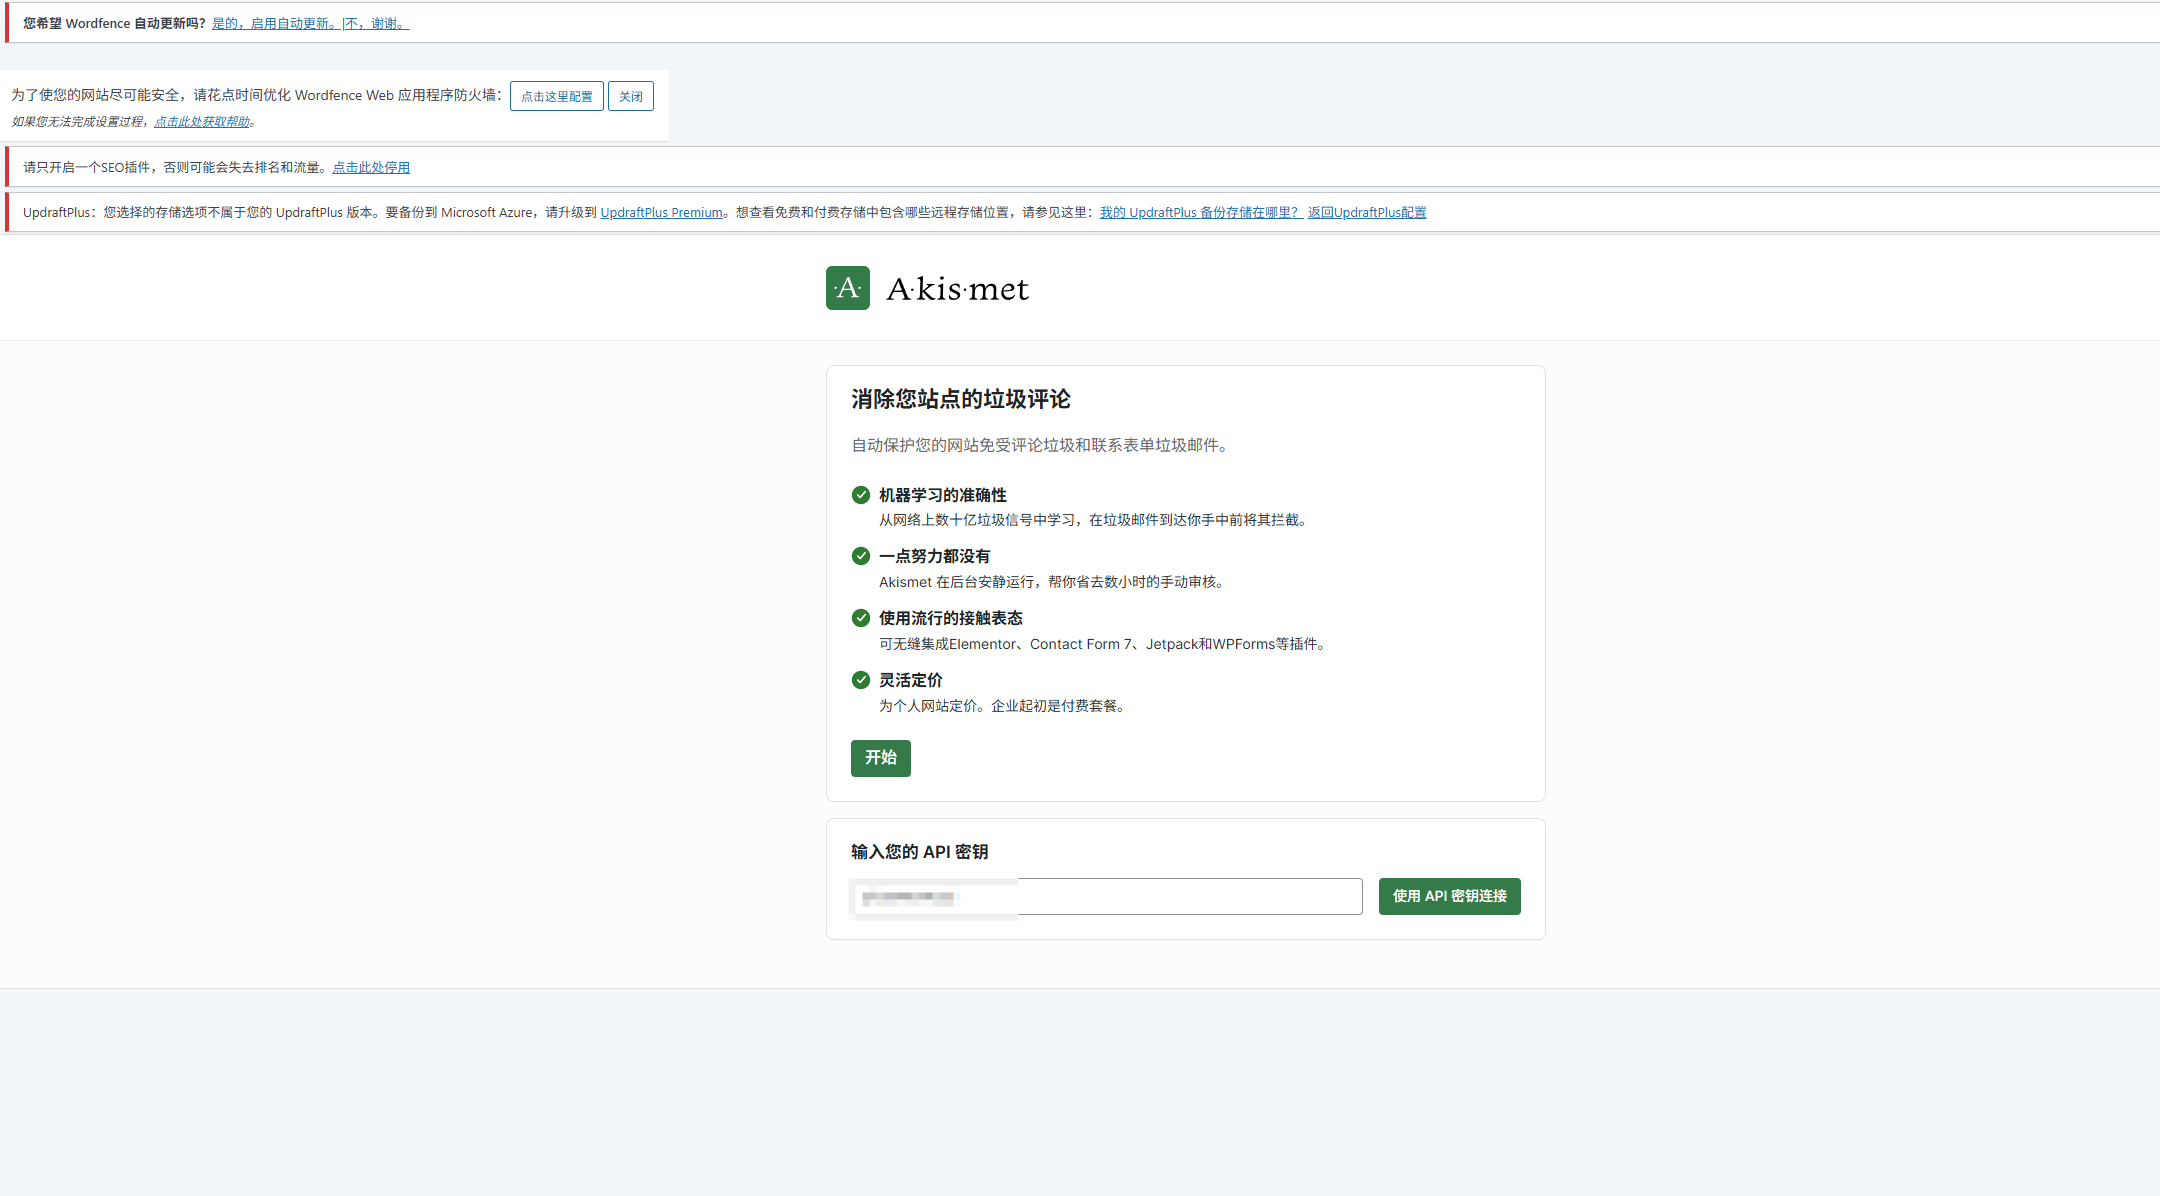 您希望 Wordfence 自动更新吗？ 是的，启用自动更新。|不，谢谢。
为了使您的网站尽可能安全，请花点时间优化 Wordfence Web 应用程序防火墙： 点击这里配置 关闭
如果您无法完成设置过程，点击此处获取帮助。
请只开启一个SEO插件，否则可能会失去排名和流量。点击此处停用
UpdraftPlus：您选择的存储选项不属于您的 UpdraftPlus 版本。要备份到 Microsoft Azure，请升级到 UpdraftPlus Premium。想查看免费和付费存储中包含哪些远程存储位置，请参见这里：我的 UpdraftPlus 备份存储在哪里？ 返回UpdraftPlus配置
·A· A·kis·met
消除您站点的垃圾评论
自动保护您的网站免受评论垃圾和联系表单垃圾邮件。
机器学习的准确性
从网络上数十亿垃圾信号中学习，在垃圾邮件到达你手中前将其拦截。
一点努力都没有
Akismet 在后台安静运行，帮你省去数小时的手动审核。
使用流行的接触表态
可无缝集成Elementor、Contact Form 7、Jetpack和WPForms等插件。
灵活定价
为个人网站定价。企业起初是付费套餐。
开始
输入您的 API 密钥
使用 API 密钥连接